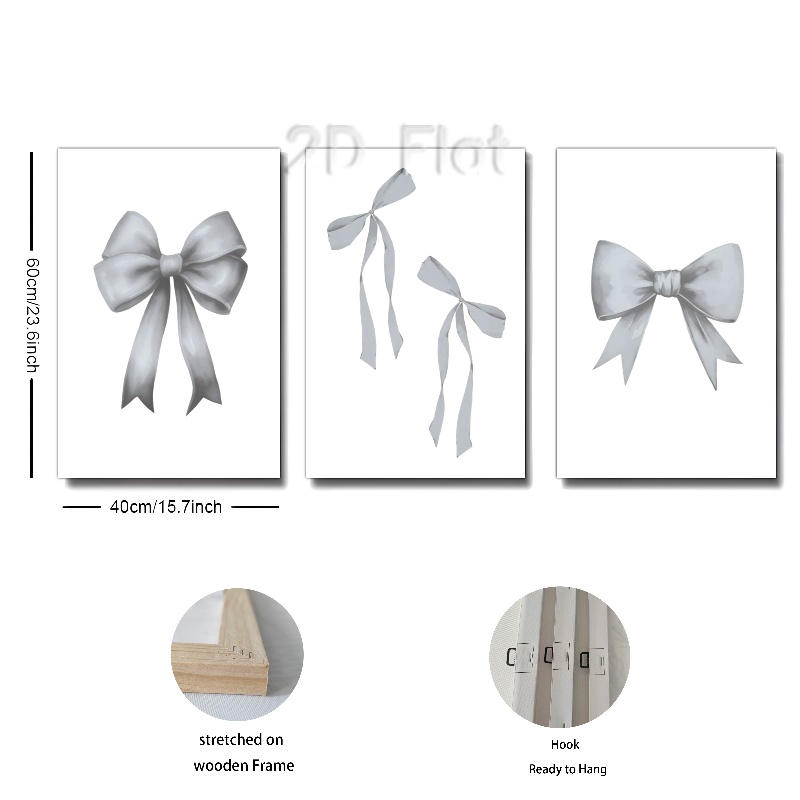 2D Flat
60cm/23.6inch
40cm/15.7inch
stretched on
wooden Frame
Hook
Ready to Hang